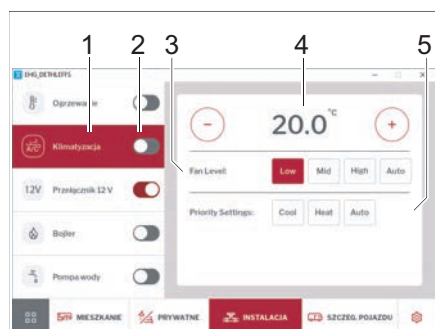 1 2 3 4 5
EHG_DETHLEFFS
Ogrzewanie
A/C Klimatyzacja
12V Przełącznik 12 V
Bojler
Pompa wody
− 20.0 °C +
Fan Level: Low Mid High Auto
Priority Settings: Cool Heat Auto
MIESZKANIE PRYWATNE INSTALACJA SZCZEG. POJAZDU